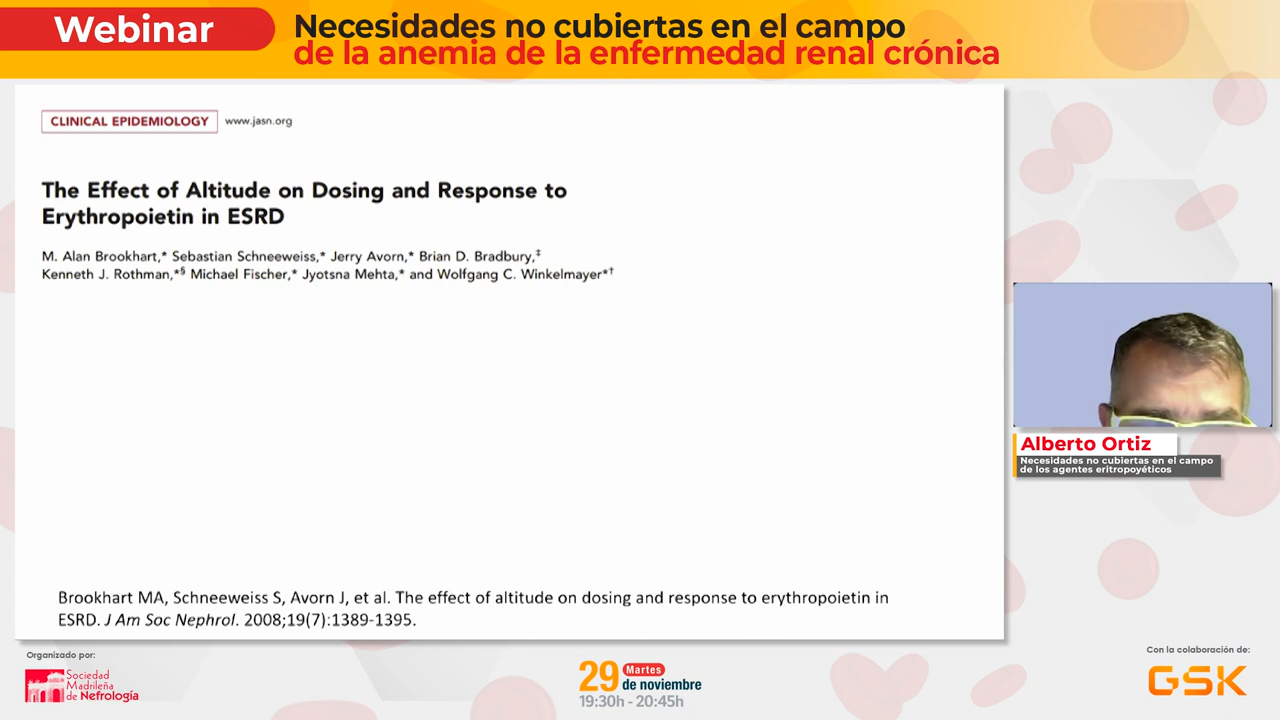 Webinar
Necesidades no cubiertas en el campo
de la anemia de la enfermedad renal crónica
CLINICAL EPIDEMIOLOGY www.jasn.org
The Effect of Altitude on Dosing and Response to
Erythropoietin in ESRD
M. Alan Brookhart,* Sebastian Schneeweiss,* Jerry Avorn,* Brian D. Bradbury,‡
Kenneth J. Rothman,*§ Michael Fischer,* Jyotsna Mehta,* and Wolfgang C. Winkelmayer*†
Brookhart MA, Schneeweiss S, Avorn J, et al. The effect of altitude on dosing and response to erythropoietin in
ESRD. J Am Soc Nephrol. 2008;19(7):1389-1395.
Alberto Ortiz
Necesidades no cubiertas en el campo
de los agentes eritropoyéticos
Organizado por:
Sociedad
Madrileña
de Nefrología
29 Martes
de noviembre
19:30h - 20:45h
Con la colaboración de:
GSK